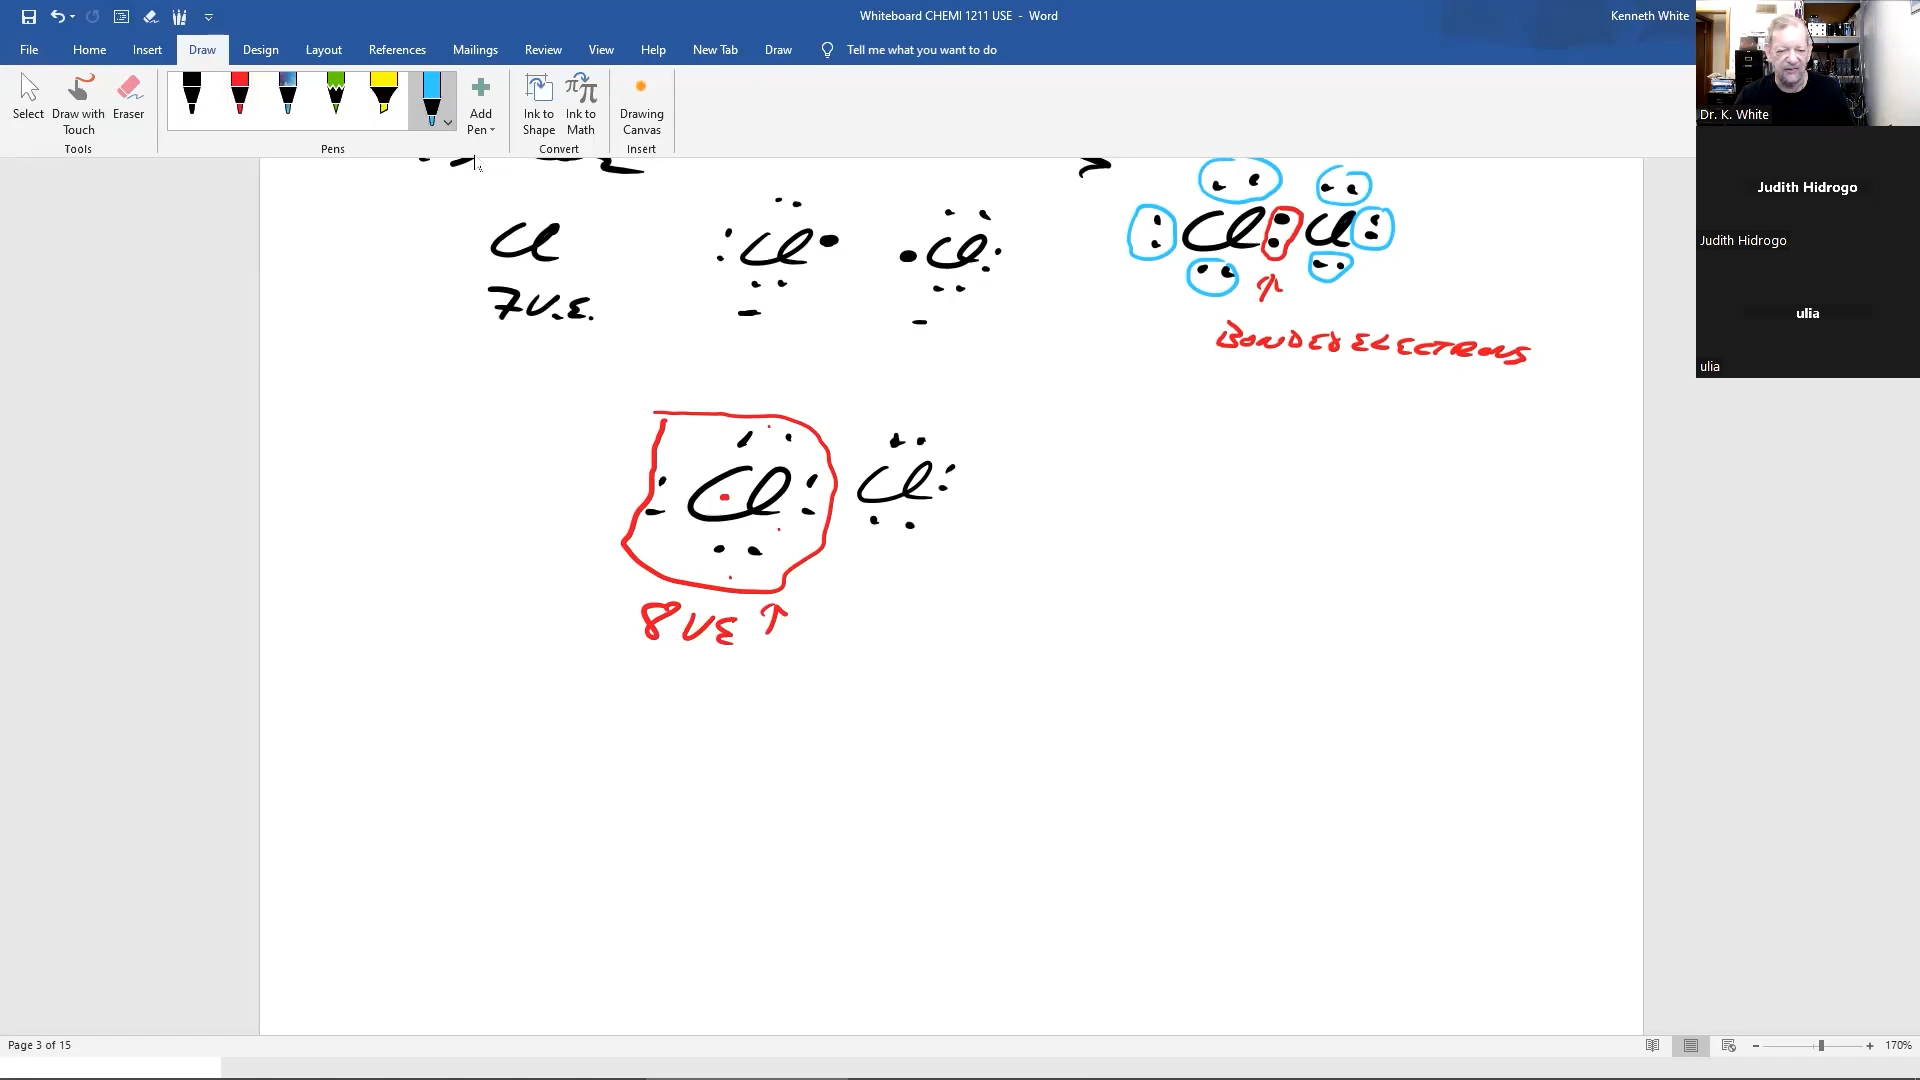 Whiteboard CHEMI 1211 USE - Word
Kenneth White
File Home Insert Draw Design Layout References Mailings Review View Help New Tab Draw Tell me what you want to do
Select
Draw with Touch
Eraser
Add Pen
Ink to Shape
Ink to Math
Drawing Canvas
Tools
Pens
Convert
Insert
Dr. K. White
Judith Hidrogo
Judith Hidrogo
ulia
ulia
Cl Cl Cl Cl Cl
7 V.E.
BONDED ELECTRONS
Cl Cl
8 VE ↑
Page 3 of 15
170%